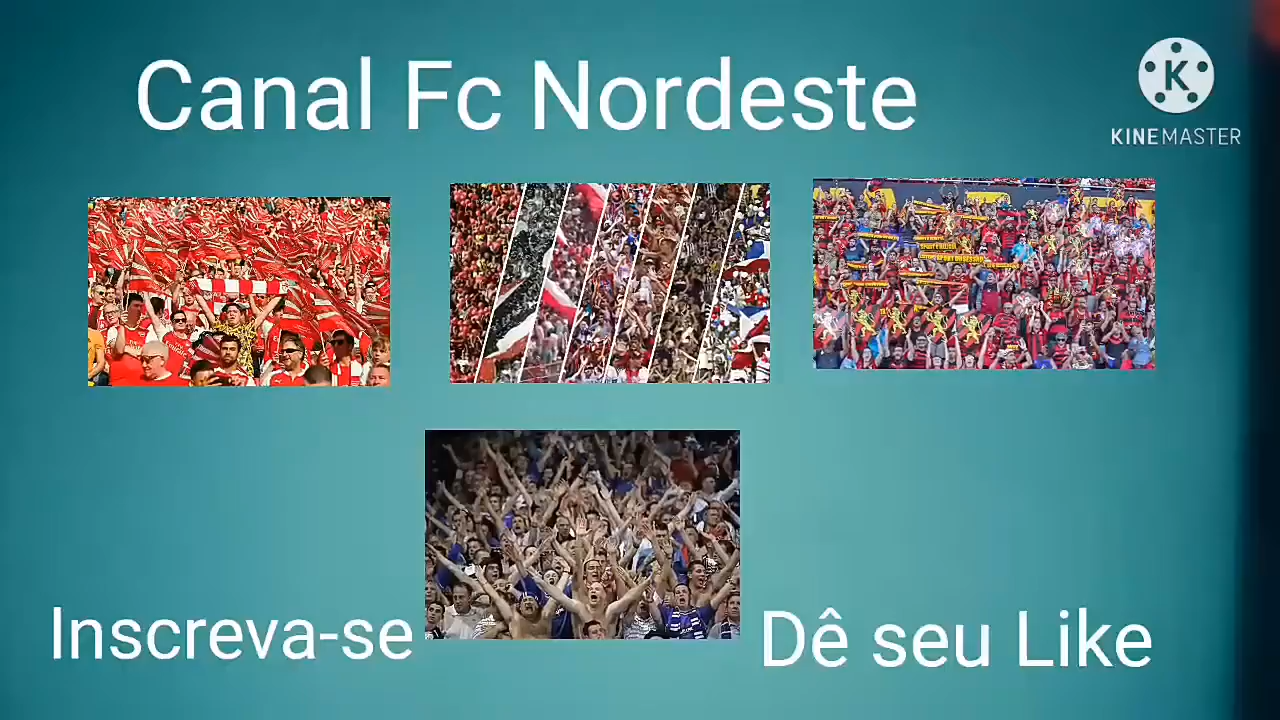 Canal Fc Nordeste
K
KINEMASTER
Inscreva-se
Dê seu Like